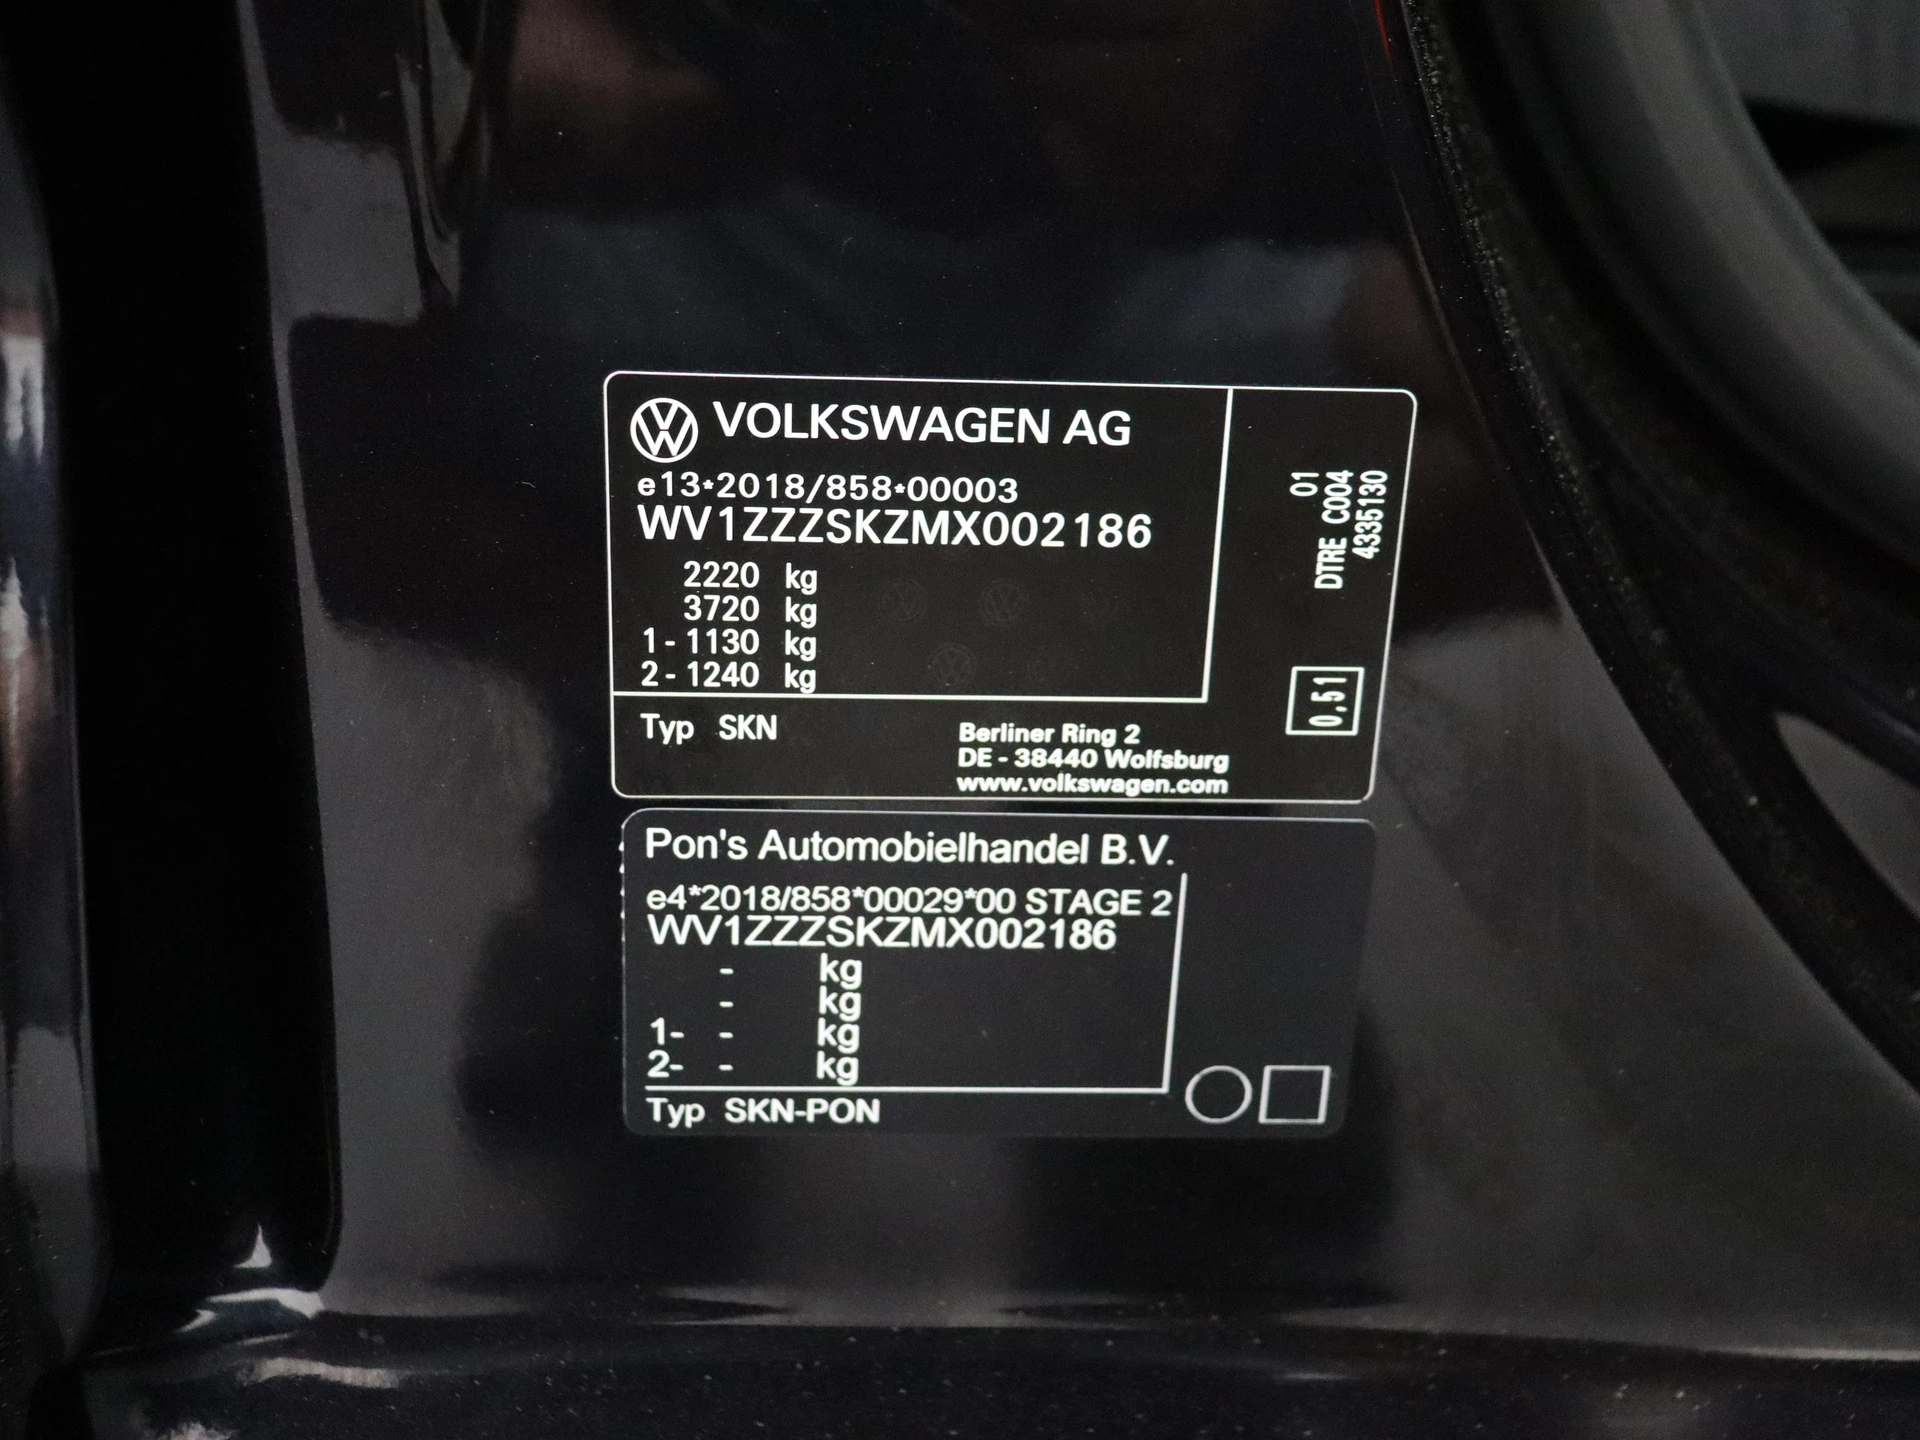 VOLKSWAGEN AG
e13*2018/858*00003
WV1ZZZSKZMX002186
2220 kg
3720 kg
1 - 1130 kg
2 - 1240 kg
Typ SKN
Berliner Ring 2
DE - 38440 Wolfsburg
www.volkswagen.com
01
DTRE C004
4335130
0,51
Pon's Automobielhandel B.V.
e4*2018/858*00029*00 STAGE 2
WV1ZZZSKZMX002186
- kg
- kg
1- - kg
2- - kg
Typ SKN-PON